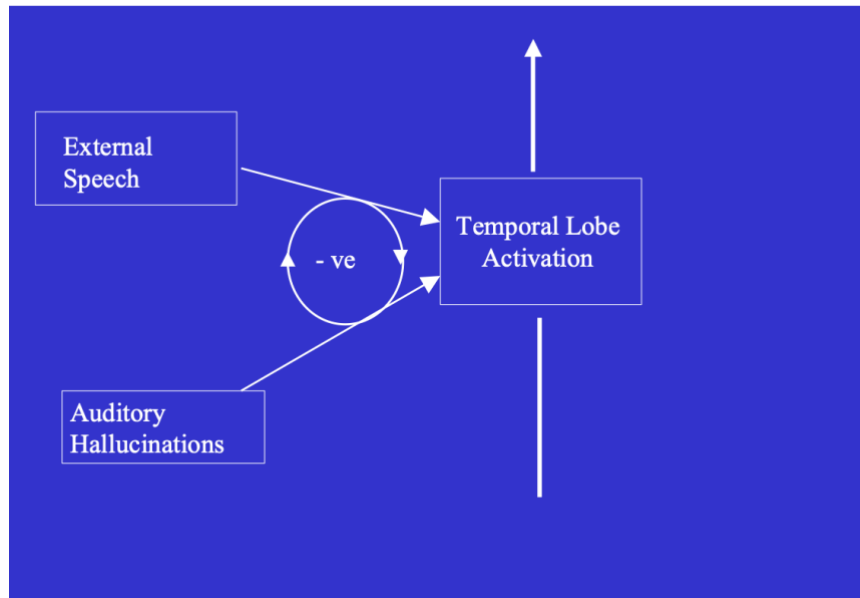 External
Speech
Temporal Lobe
Activation
- ve
Auditory
Hallucinations